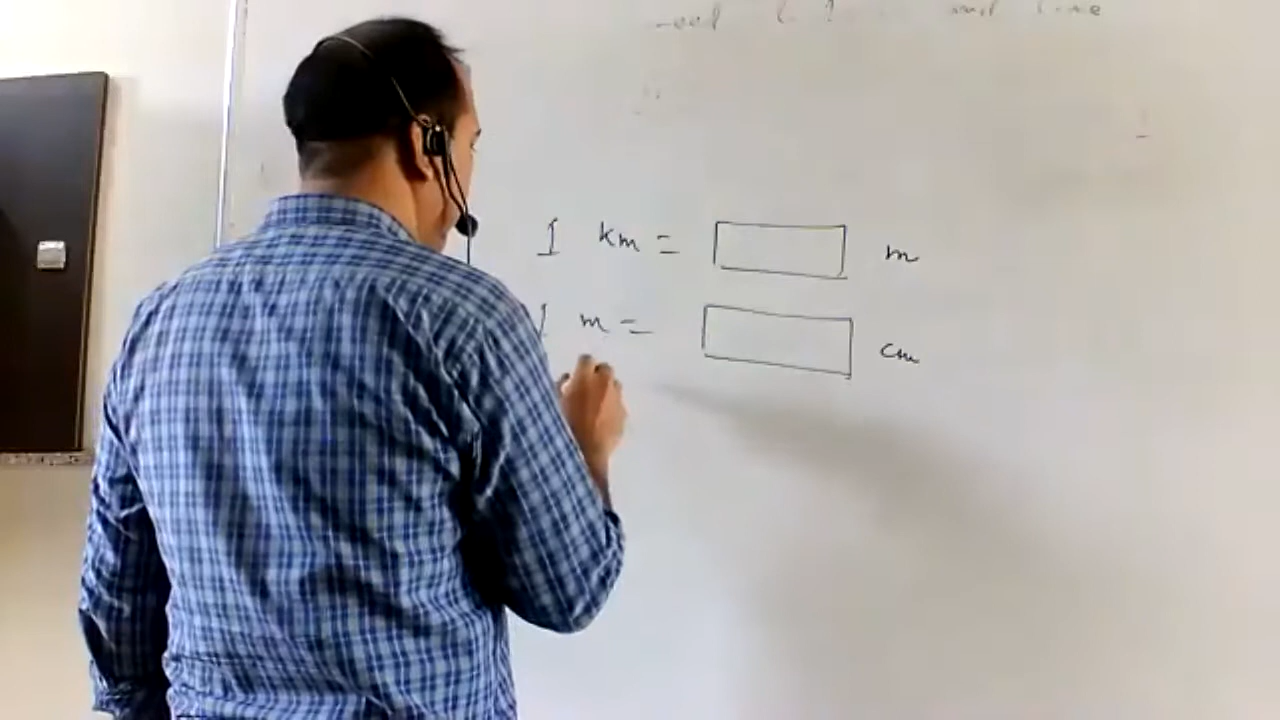 1 km = m
1 m = cm